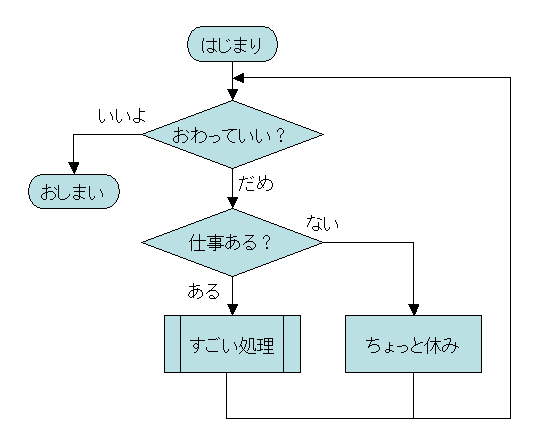 はじまり
いいよ
おわっていい？
おしまい
だめ
ない
仕事ある？
ある
すごい処理
ちょっと休み